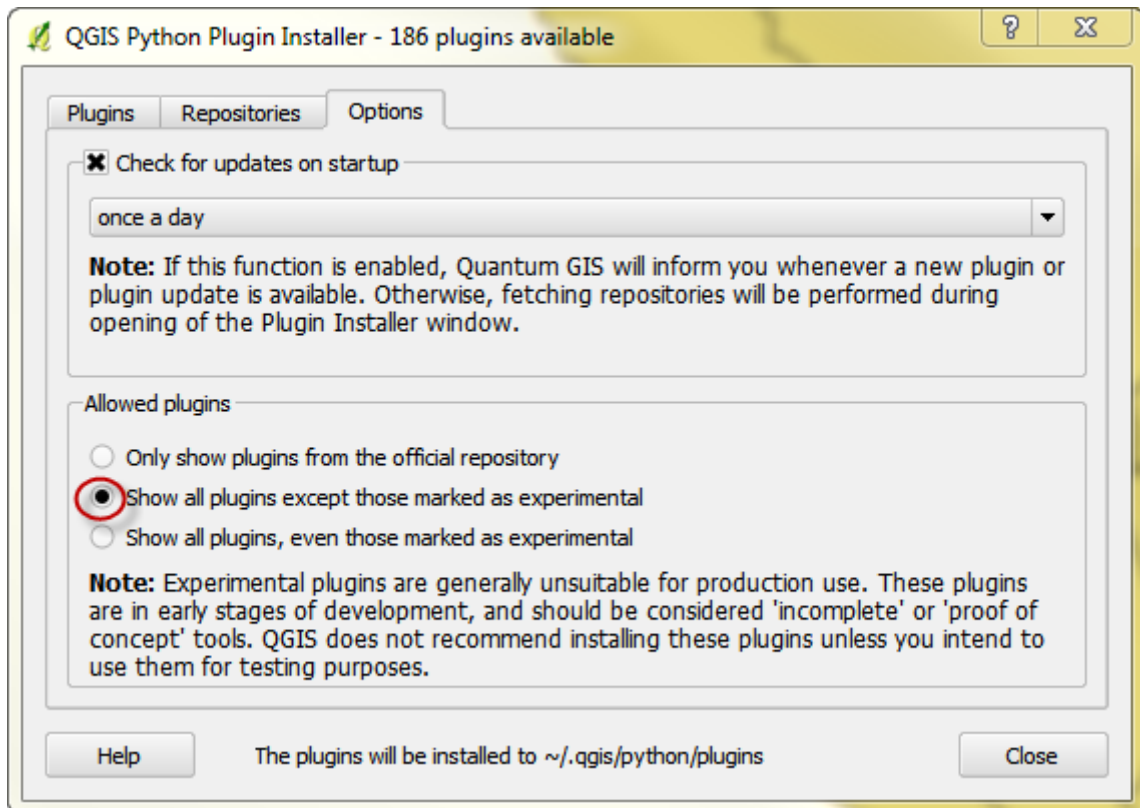 QGIS Python Plugin Installer - 186 plugins available
Plugins
Repositories
Options
Check for updates on startup
once a day
Note: If this function is enabled, Quantum GIS will inform you whenever a new plugin or
plugin update is available. Otherwise, fetching repositories will be performed during
opening of the Plugin Installer window.
Allowed plugins
Only show plugins from the official repository
Show all plugins except those marked as experimental
Show all plugins, even those marked as experimental
Note: Experimental plugins are generally unsuitable for production use. These plugins
are in early stages of development, and should be considered 'incomplete' or 'proof of
concept' tools. QGIS does not recommend installing these plugins unless you intend to
use them for testing purposes.
Help
The plugins will be installed to ~/.qgis/python/plugins
Close